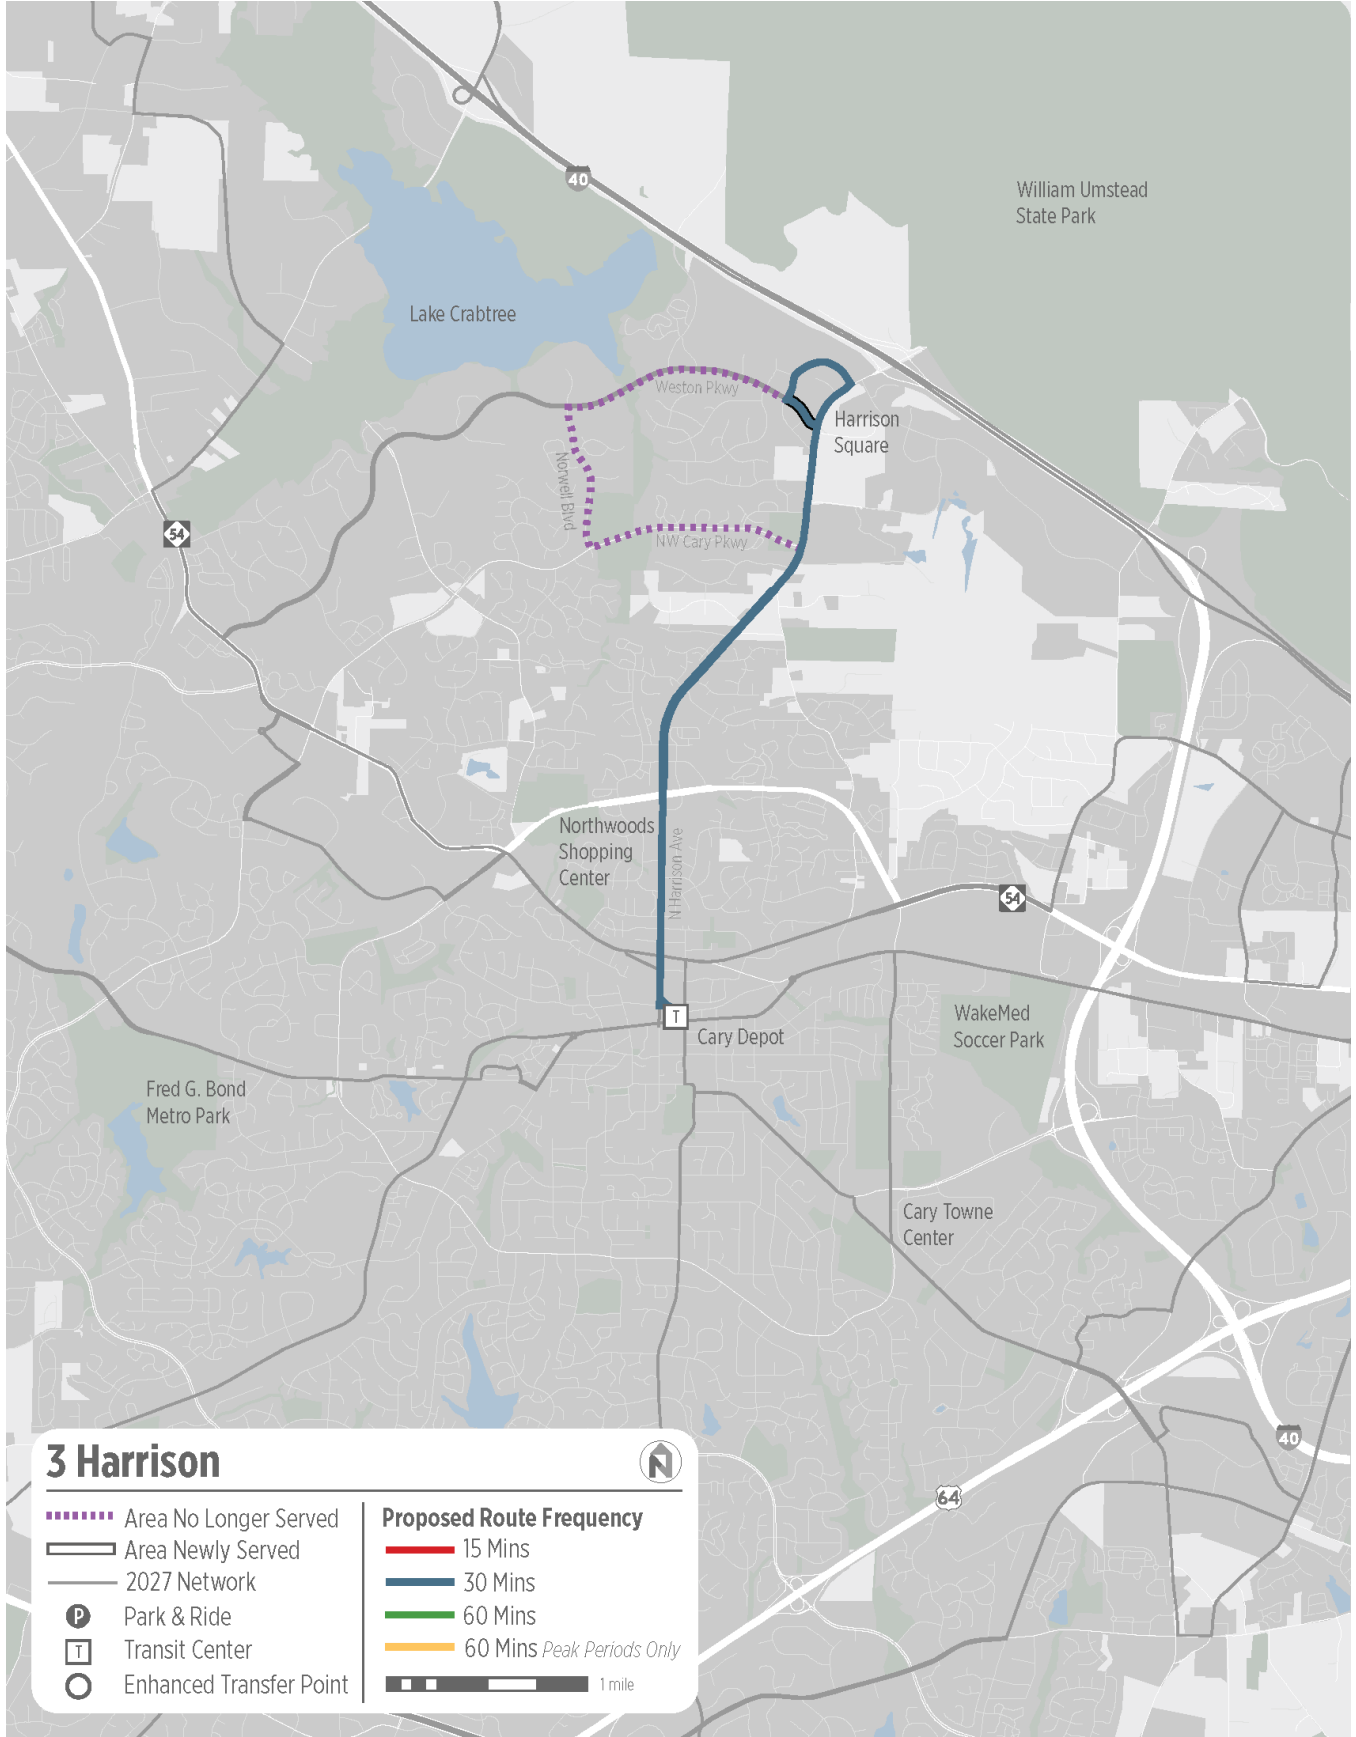 40
William Umstead
State Park
Lake Crabtree
Weston Pkwy
Harrison
Square
Norwell Blvd
54
NW Cary Pkwy
Northwoods
Shopping
Center
N Harrison Ave
54
T
Cary Depot
WakeMed
Soccer Park
Fred G. Bond
Metro Park
Cary Towne
Center
40
64
3 Harrison
N
Area No Longer Served
Area Newly Served
2027 Network
P Park & Ride
T Transit Center
Enhanced Transfer Point
Proposed Route Frequency
15 Mins
30 Mins
60 Mins
60 Mins Peak Periods Only
1 mile